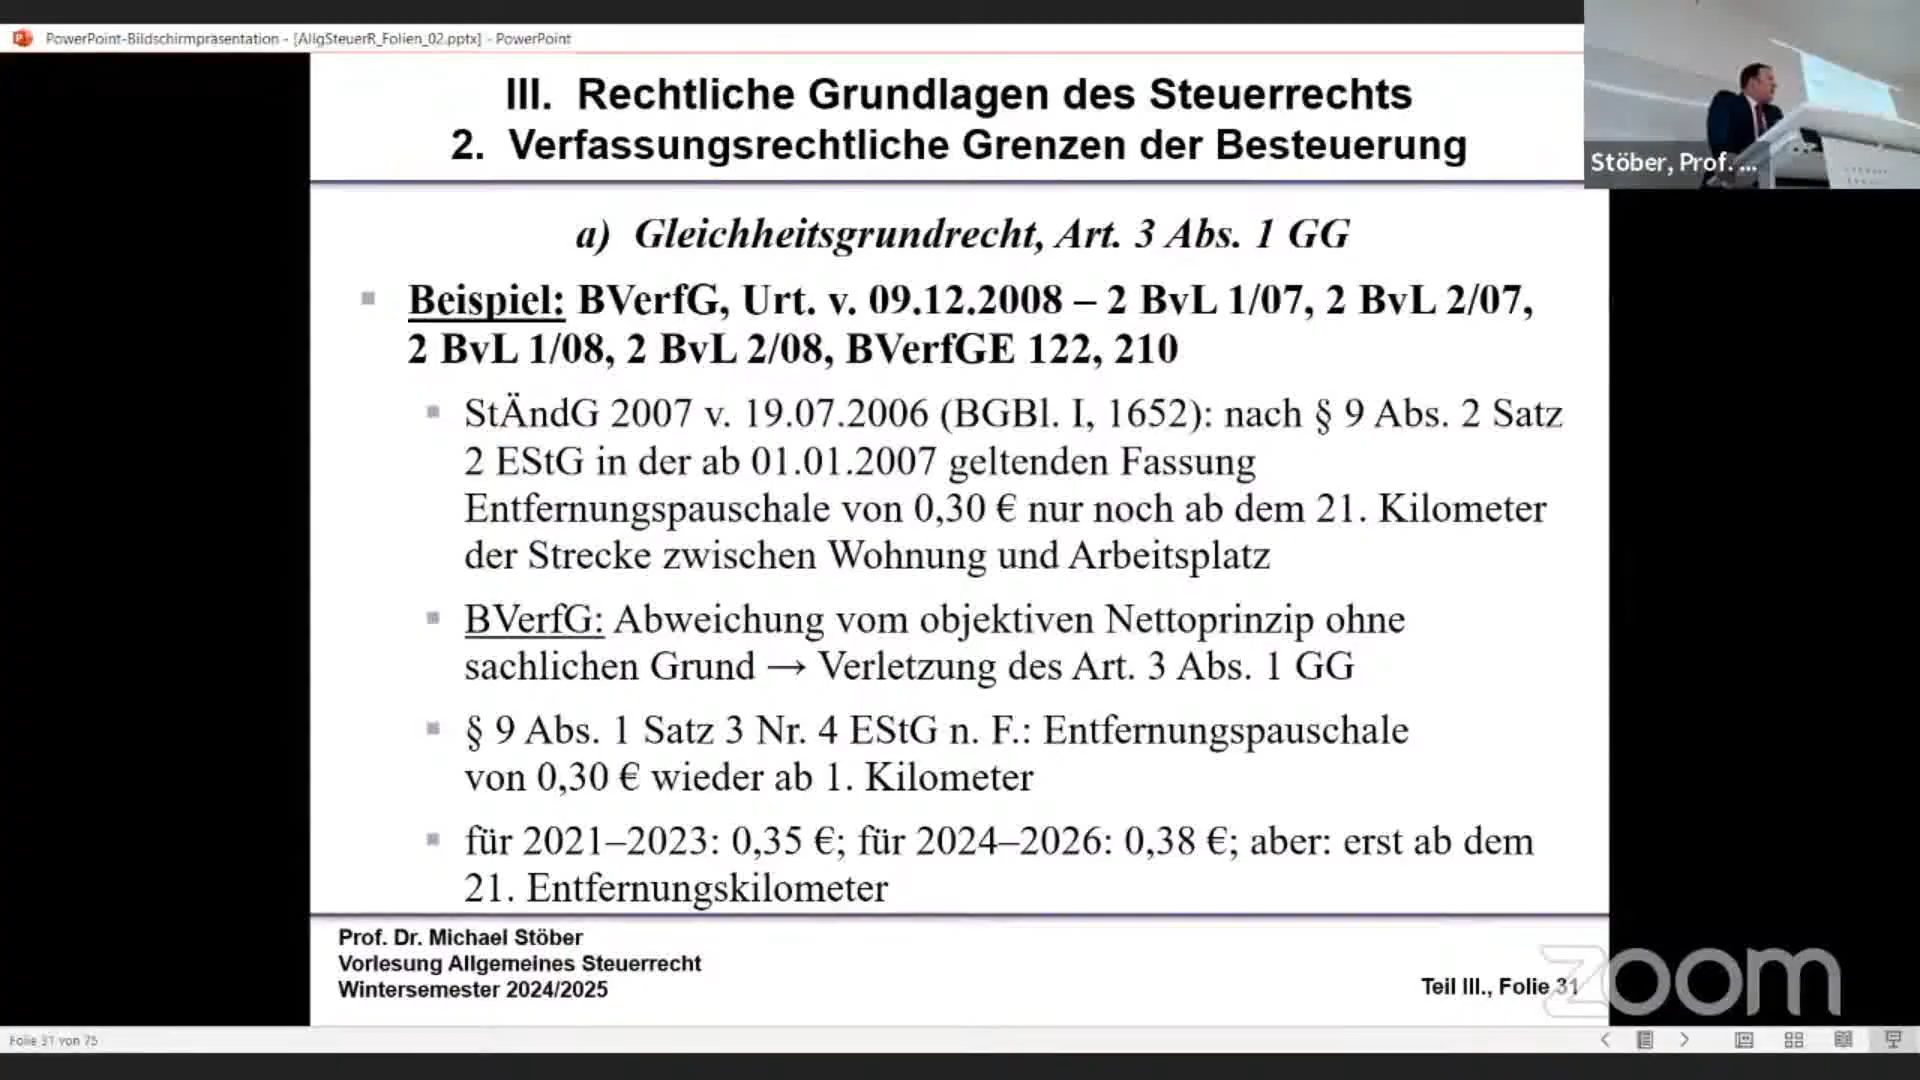 PowerPoint-Bildschirmpräsentation - [AllgSteuerR_Folien_02.pptx] - PowerPoint
III. Rechtliche Grundlagen des Steuerrechts
2. Verfassungsrechtliche Grenzen der Besteuerung
Stöber, Prof. ...
a) Gleichheitsgrundrecht, Art. 3 Abs. 1 GG
Beispiel: BVerfG, Urt. v. 09.12.2008 – 2 BvL 1/07, 2 BvL 2/07,
2 BvL 1/08, 2 BvL 2/08, BVerfGE 122, 210
StÄndG 2007 v. 19.07.2006 (BGBl. I, 1652): nach § 9 Abs. 2 Satz
2 EStG in der ab 01.01.2007 geltenden Fassung
Entfernungspauschale von 0,30 € nur noch ab dem 21. Kilometer
der Strecke zwischen Wohnung und Arbeitsplatz
BVerfG: Abweichung vom objektiven Nettoprinzip ohne
sachlichen Grund → Verletzung des Art. 3 Abs. 1 GG
§ 9 Abs. 1 Satz 3 Nr. 4 EStG n. F.: Entfernungspauschale
von 0,30 € wieder ab 1. Kilometer
für 2021–2023: 0,35 €; für 2024–2026: 0,38 €; aber: erst ab dem
21. Entfernungskilometer
Prof. Dr. Michael Stöber
Vorlesung Allgemeines Steuerrecht
Wintersemester 2024/2025
Teil III., Folie 31
zoom
Folie 31 von 75